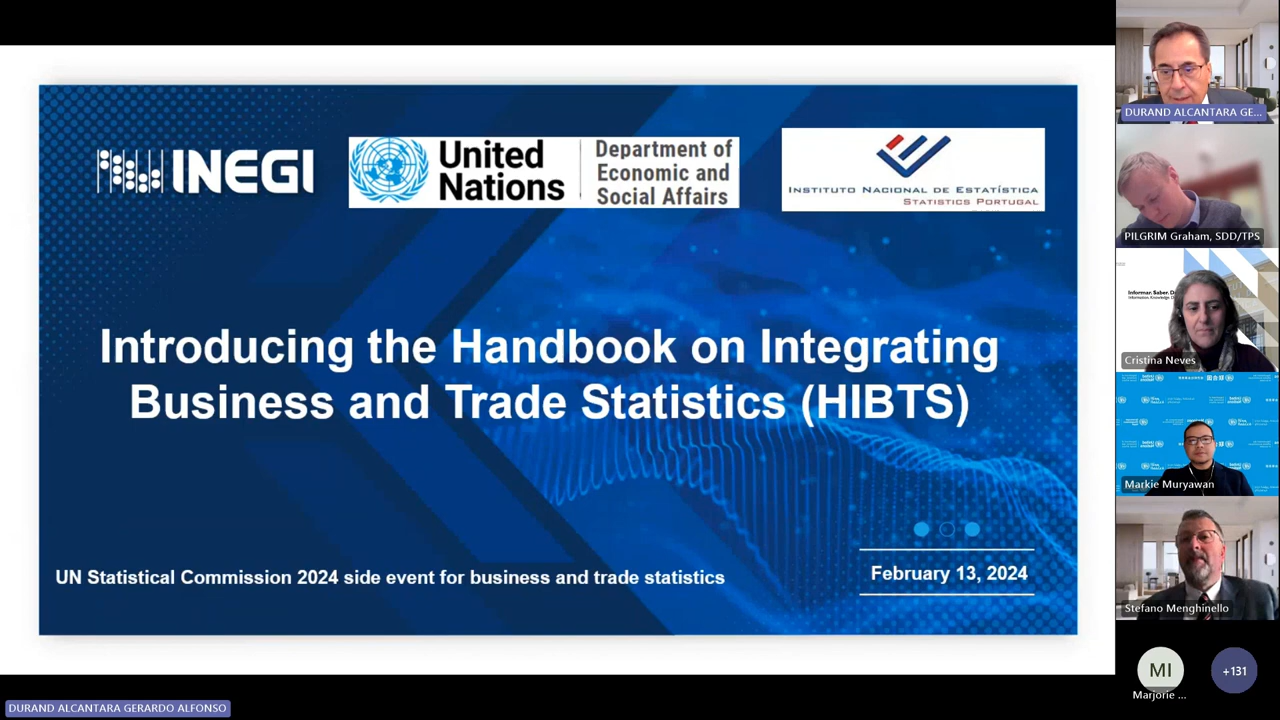 INEGI
United
Nations
Department of
Economic and
Social Affairs
INSTITUTO NACIONAL DE ESTATÍSTICA
STATISTICS PORTUGAL
Introducing the Handbook on Integrating
Business and Trade Statistics (HIBTS)
UN Statistical Commission 2024 side event for business and trade statistics
February 13, 2024
DURAND ALCANTARA GERARDO ALFONSO
DURAND ALCANTARA GE...
PILGRIM Graham, SDD/TPS
Informar. Saber. D
Cristina Neves
Markie Muryawan
Stefano Menghinello
MI
Marjorie ...
+131